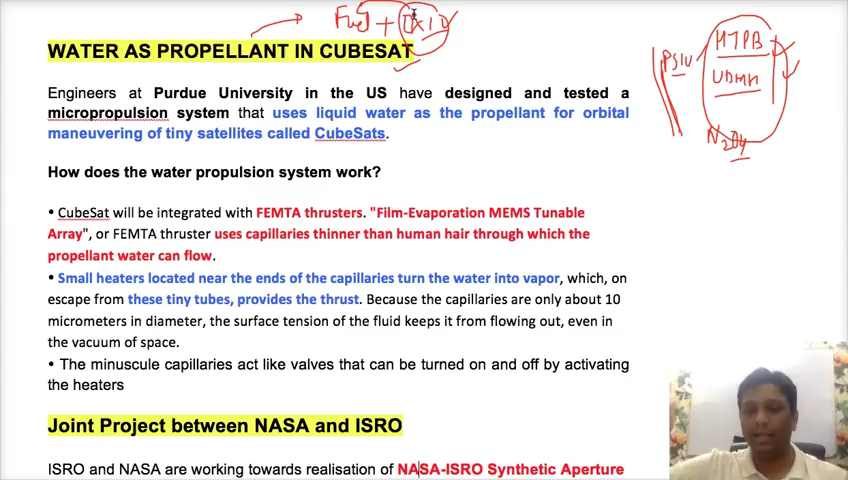 Fuel + OXID
WATER AS PROPELLANT IN CUBESAT
PSLV
HTPB
UDMH
N2O4
Engineers at Purdue University in the US have designed and tested a
micropropulsion system that uses liquid water as the propellant for orbital
maneuvering of tiny satellites called CubeSats.
How does the water propulsion system work?
• CubeSat will be integrated with FEMTA thrusters. "Film-Evaporation MEMS Tunable
Array", or FEMTA thruster uses capillaries thinner than human hair through which the
propellant water can flow.
• Small heaters located near the ends of the capillaries turn the water into vapor, which, on
escape from these tiny tubes, provides the thrust. Because the capillaries are only about 10
micrometers in diameter, the surface tension of the fluid keeps it from flowing out, even in
the vacuum of space.
• The minuscule capillaries act like valves that can be turned on and off by activating
the heaters
Joint Project between NASA and ISRO
ISRO and NASA are working towards realisation of NASA-ISRO Synthetic Aperture